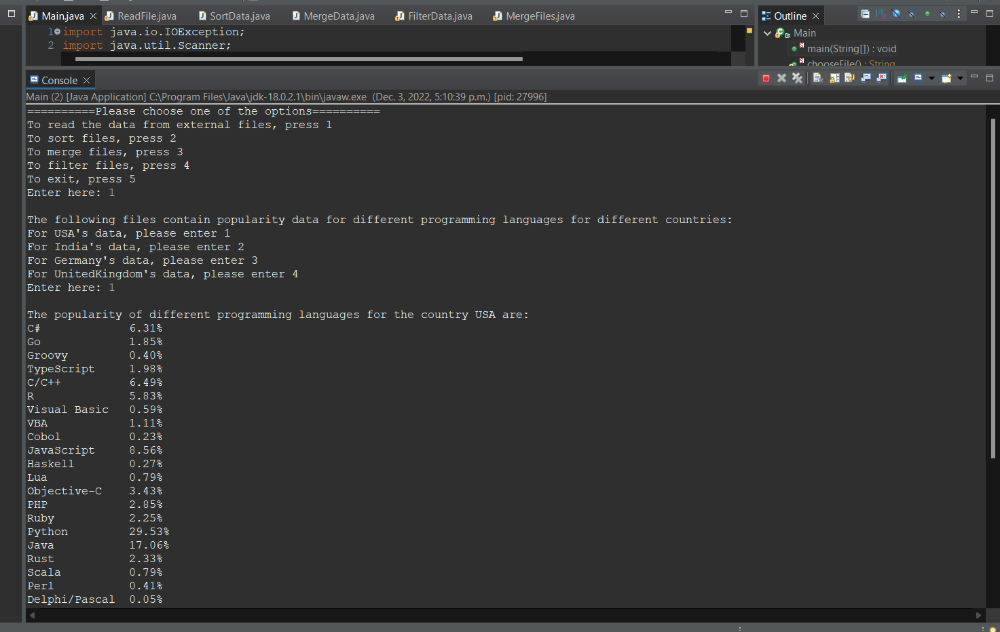 Main.java ReadFile.java SortData.java MergeData.java FilterData.java MergeFiles.java
1 import java.io.IOException;
2 import java.util.Scanner;
Outline
Main
main(String[]) : void
chooseFile() : String
Console
Main (2) [Java Application] C:\Program Files\Java\jdk-18.0.2.1\bin\javaw.exe (Dec. 3, 2022, 5:10:39 p.m.) [pid: 27996]
==========Please choose one of the options==========
To read the data from external files, press 1
To sort files, press 2
To merge files, press 3
To filter files, press 4
To exit, press 5
Enter here: 1
The following files contain popularity data for different programming languages for different countries:
For USA's data, please enter 1
For India's data, please enter 2
For Germany's data, please enter 3
For UnitedKingdom's data, please enter 4
Enter here: 1
The popularity of different programming languages for the country USA are:
C# 6.31%
Go 1.85%
Groovy 0.40%
TypeScript 1.98%
C/C++ 6.49%
R 5.83%
Visual Basic 0.59%
VBA 1.11%
Cobol 0.23%
JavaScript 8.56%
Haskell 0.27%
Lua 0.79%
Objective-C 3.43%
PHP 2.85%
Ruby 2.25%
Python 29.53%
Java 17.06%
Rust 2.33%
Scala 0.79%
Perl 0.41%
Delphi/Pascal 0.05%